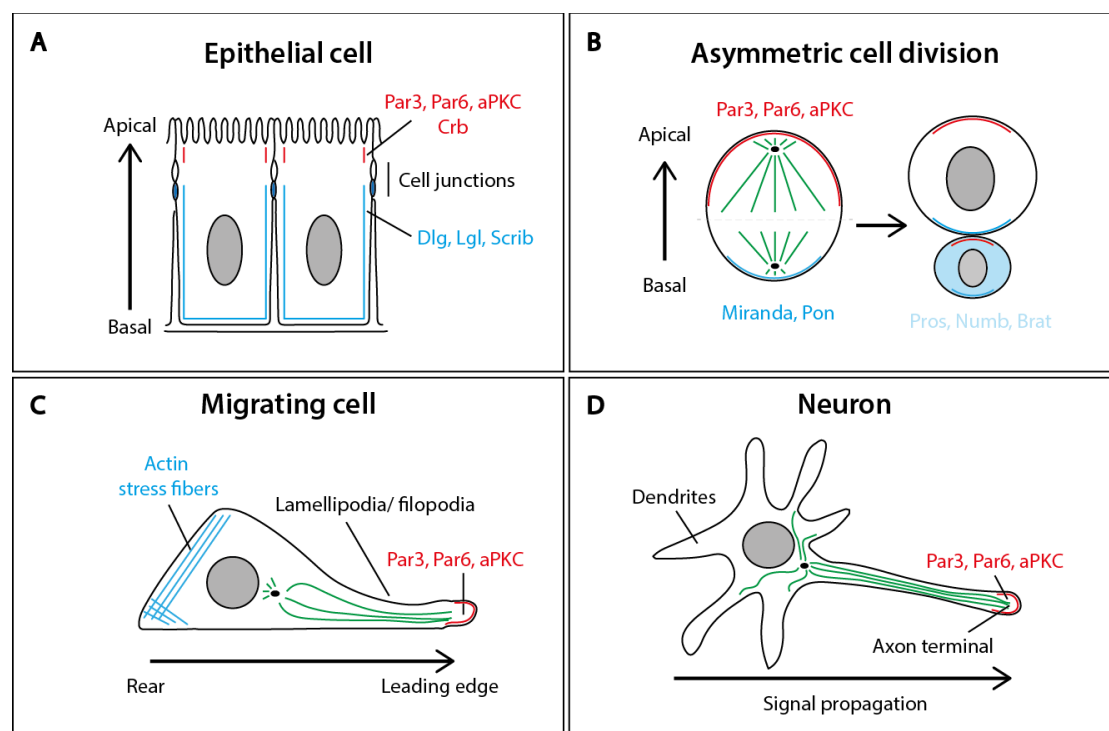 A
Epithelial cell
Par3, Par6, aPKC
Crb
Apical
Cell junctions
Dlg, Lgl, Scrib
Basal
B
Asymmetric cell division
Par3, Par6, aPKC
Apical
Basal
Miranda, Pon
Pros, Numb, Brat
C
Migrating cell
Actin
stress fibers
Lamellipodia/ filopodia
Par3, Par6, aPKC
Rear
Leading edge
D
Neuron
Dendrites
Par3, Par6, aPKC
Axon terminal
Signal propagation